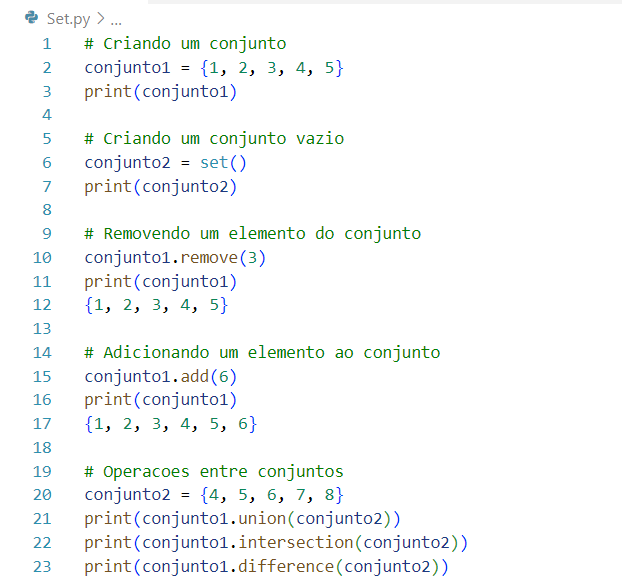 Set.py > ...
1 # Criando um conjunto
2 conjunto1 = {1, 2, 3, 4, 5}
3 print(conjunto1)
4
5 # Criando um conjunto vazio
6 conjunto2 = set()
7 print(conjunto2)
8
9 # Removendo um elemento do conjunto
10 conjunto1.remove(3)
11 print(conjunto1)
12 {1, 2, 3, 4, 5}
13
14 # Adicionando um elemento ao conjunto
15 conjunto1.add(6)
16 print(conjunto1)
17 {1, 2, 3, 4, 5, 6}
18
19 # Operacoes entre conjuntos
20 conjunto2 = {4, 5, 6, 7, 8}
21 print(conjunto1.union(conjunto2))
22 print(conjunto1.intersection(conjunto2))
23 print(conjunto1.difference(conjunto2))